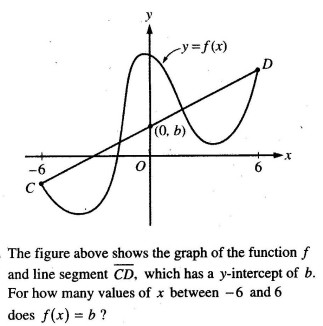 y
y = f(x)
D
(0, b)
-6
O
6
x
C
The figure above shows the graph of the function f
and line segment CD, which has a y-intercept of b.
For how many values of x between −6 and 6
does f(x) = b ?